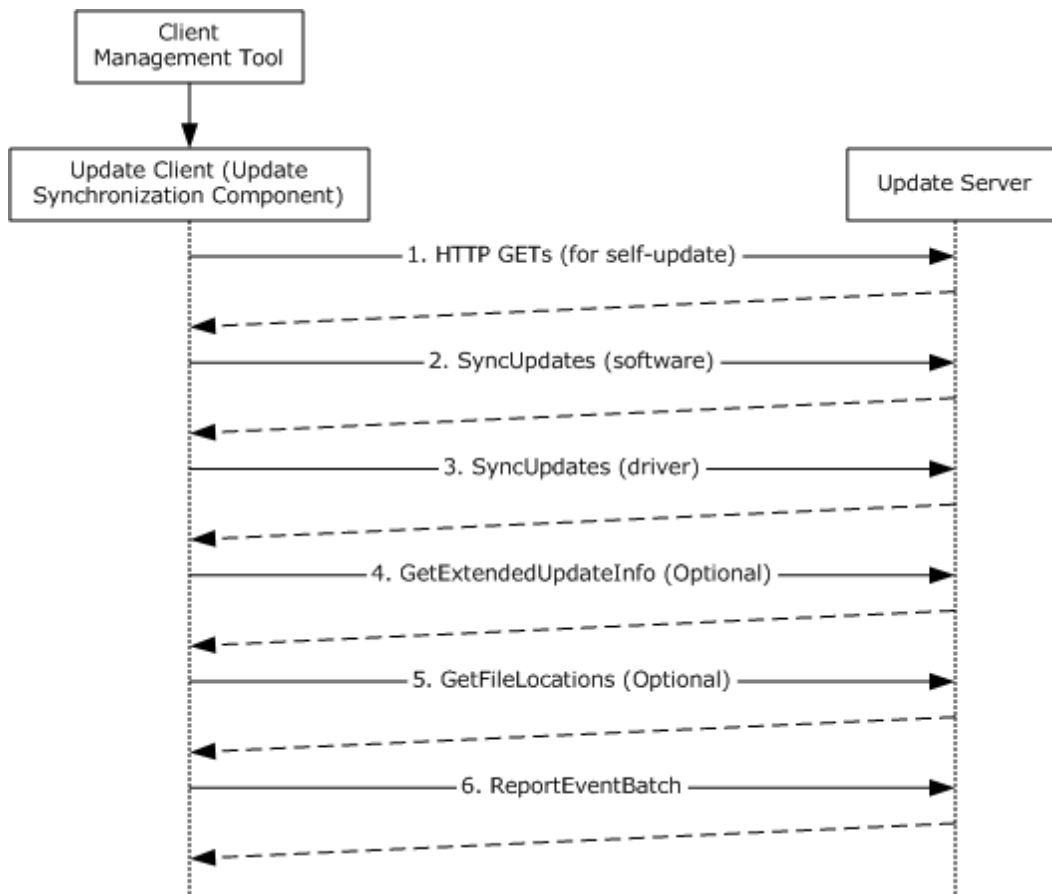 Client
Management Tool
Update Client (Update
Synchronization Component)
Update Server
1. HTTP GETs (for self-update)
2. SyncUpdates (software)
3. SyncUpdates (driver)
4. GetExtendedUpdateInfo (Optional)
5. GetFileLocations (Optional)
6. ReportEventBatch